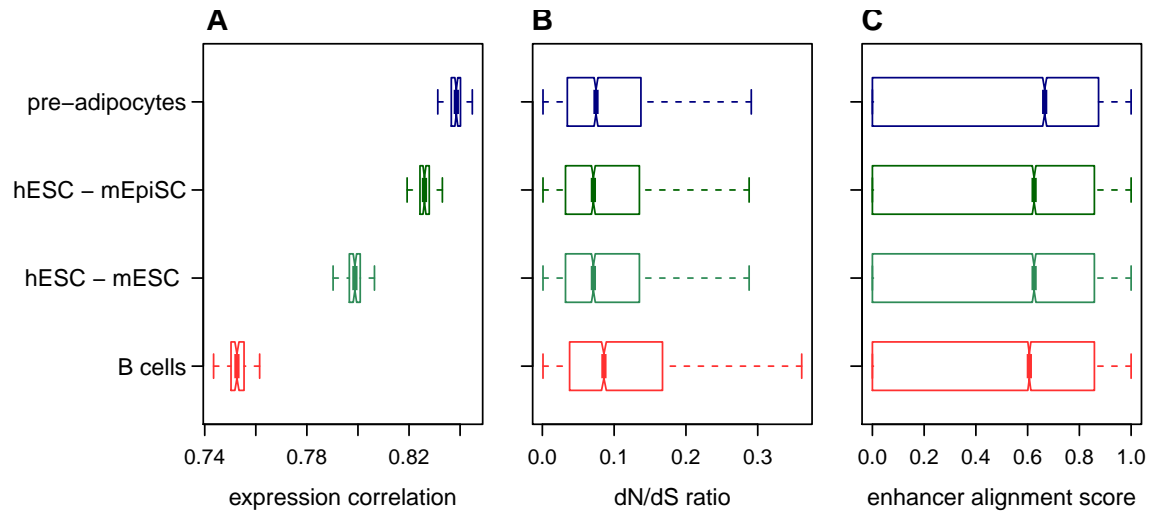 A
B
C
pre−adipocytes
hESC − mEpiSC
hESC − mESC
B cells
0.74 0.78 0.82
0.0 0.1 0.2 0.3
0.0 0.2 0.4 0.6 0.8 1.0
expression correlation
dN/dS ratio
enhancer alignment score